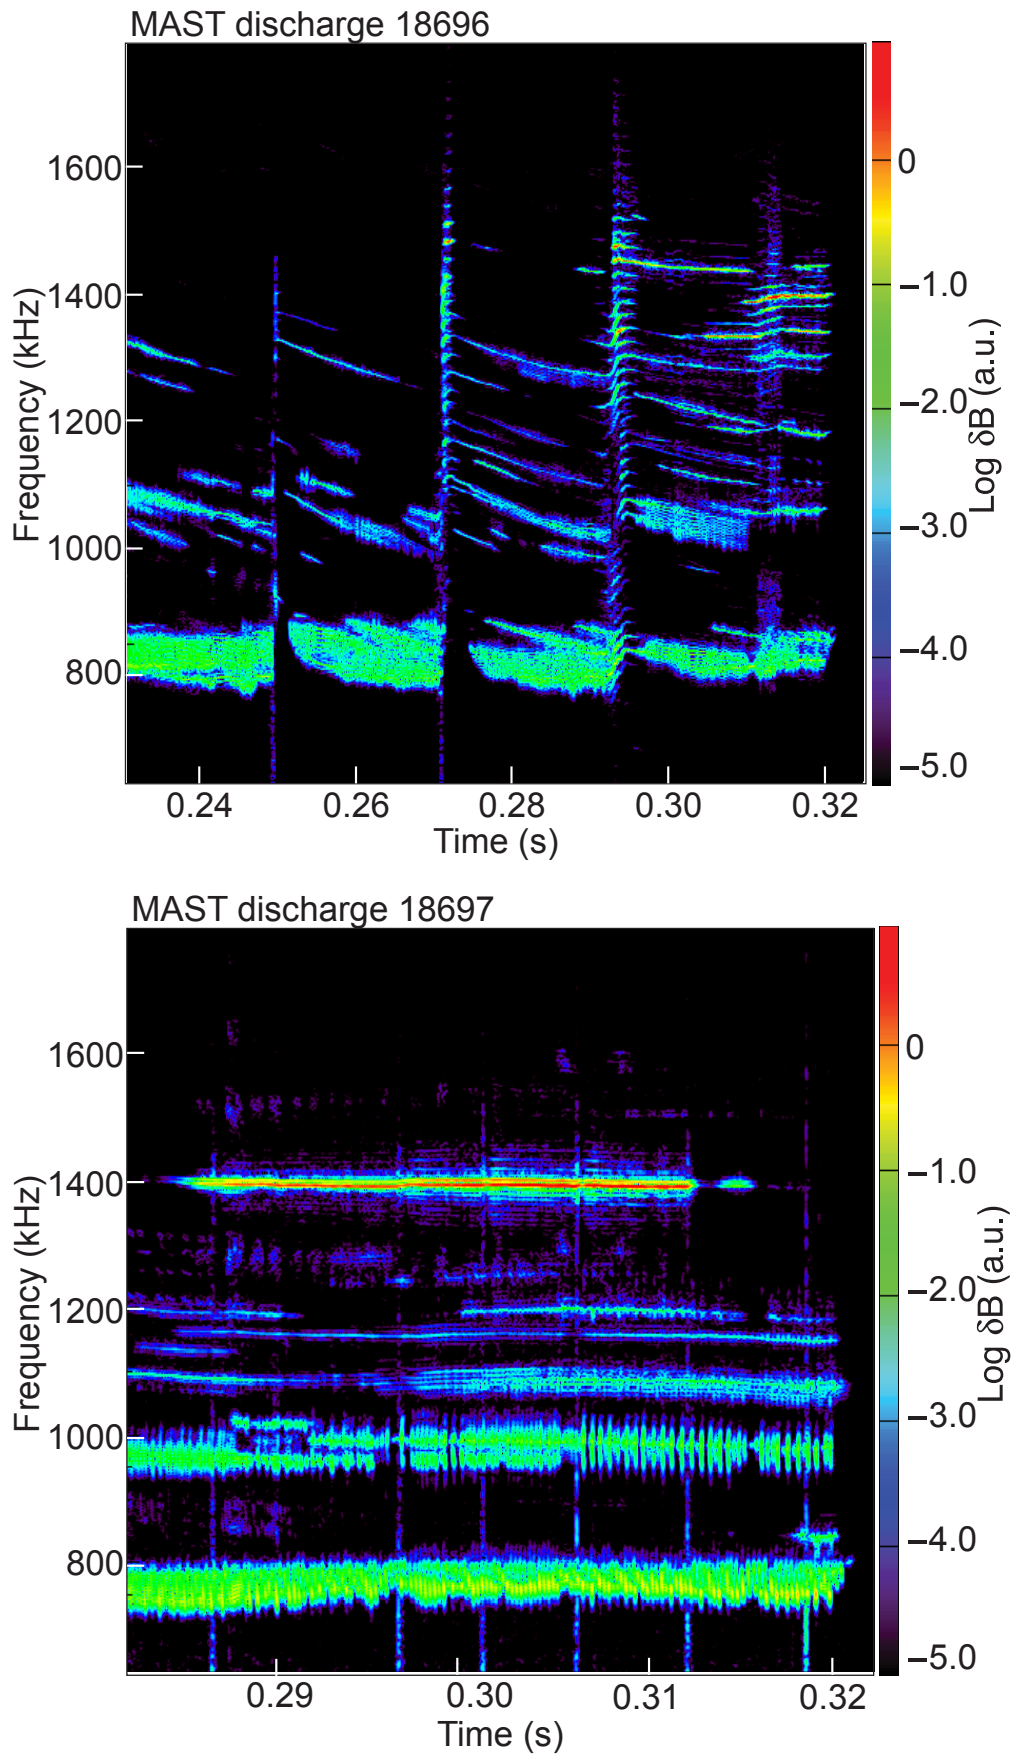 MAST discharge 18696
Frequency (kHz)
1600
1400
1200
1000
800
0.24 0.26 0.28 0.30 0.32
Time (s)
0
–1.0
–2.0
–3.0
–4.0
–5.0
Log δB (a.u.)
MAST discharge 18697
Frequency (kHz)
1600
1400
1200
1000
800
0.29 0.30 0.31 0.32
Time (s)
0
–1.0
–2.0
–3.0
–4.0
–5.0
Log δB (a.u.)